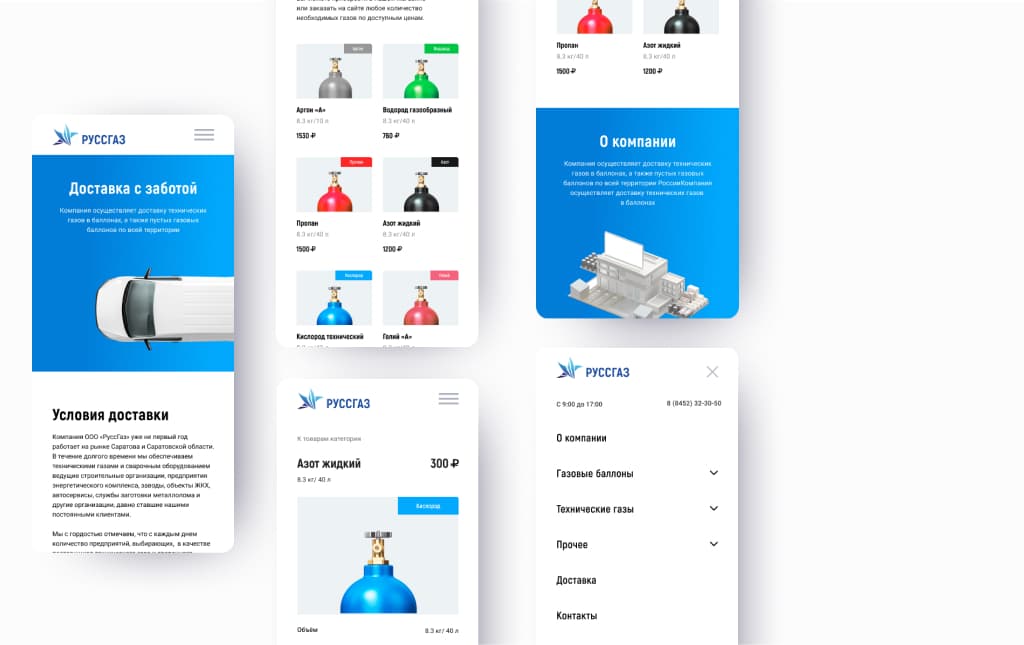 РУССГАЗ
Доставка с заботой
Компания осуществляет доставку технических
газов в баллонах, а также пустых газовых
баллонов по всей территории
Условия доставки
Компания ООО «РуссГаз» уже не первый год
работает на рынке Саратова и Саратовской области.
В течение долгого времени мы обеспечиваем
техническими газами и сварочным оборудованием
ведущие строительные организации, предприятия
энергетического комплекса, заводы, объекты ЖКХ,
автосервисы, службы заготовки металлолома и
другие организации, давно ставшие нашими
постоянными клиентами.
Мы с гордостью отмечаем, что с каждым днем
количество предприятий, выбирающих, в качестве
или заказать на сайте любое количество
необходимых газов по доступным ценам.
Аргон
Водород
Аргон «А»
Водород газообразный
8.3 кг/10 л
8.3 кг/40 л
1530 ₽
760 ₽
Пропан
Азот
Пропан
Азот жидкий
8.3 кг/40 л
8.3 кг/40 л
1500 ₽
1200 ₽
Кислород
Гелий
Кислород технический
Гелий «А»
РУССГАЗ
К товарам категории
Азот жидкий
300 ₽
8.3 кг/ 40 л
Кислород
Объём
8.3 кг/ 40 л
Пропан
Азот жидкий
8.3 кг/40 л
8.3 кг/40 л
1500 ₽
1200 ₽
О компании
Компания осуществляет доставку технических
газов в баллонах, а также пустых газовых
баллонов по всей территории РоссииКомпания
осуществляет доставку технических газов
в баллонах
РУССГАЗ
С 9:00 до 17:00
8 (8452) 32-30-50
О компании
Газовые баллоны
Технические газы
Прочее
Доставка
Контакты